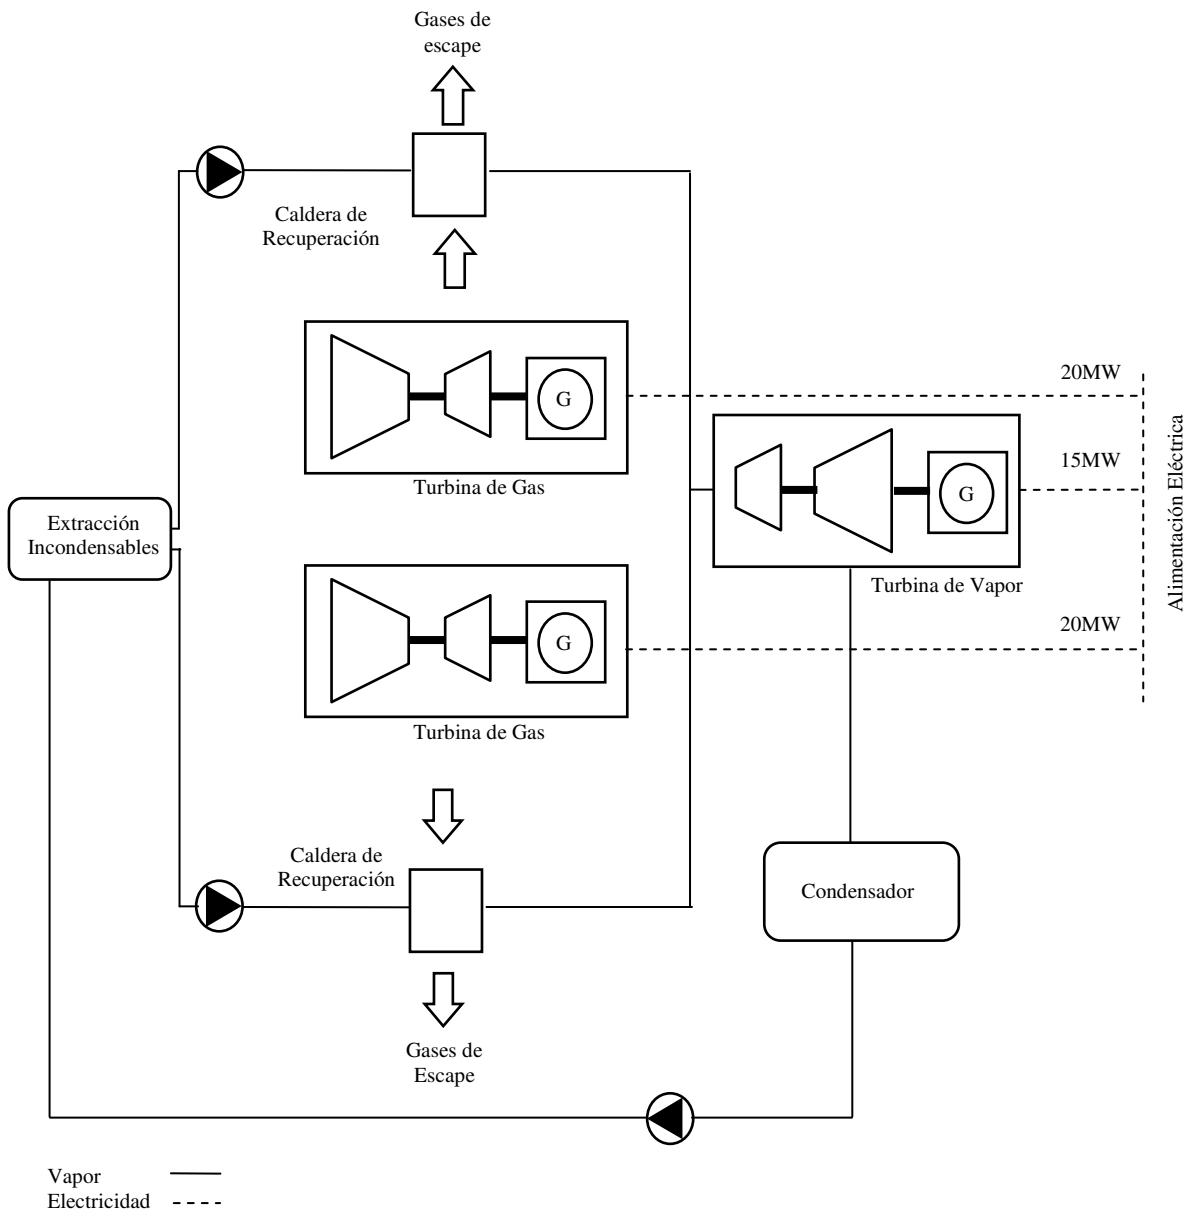 Gases de
escape
Caldera de
Recuperación
20MW
G
Turbina de Gas
15MW
G
Alimentación Eléctrica
Extracción
Incondensables
Turbina de Vapor
20MW
G
Turbina de Gas
Caldera de
Recuperación
Condensador
Gases de
Escape
Vapor
Electricidad